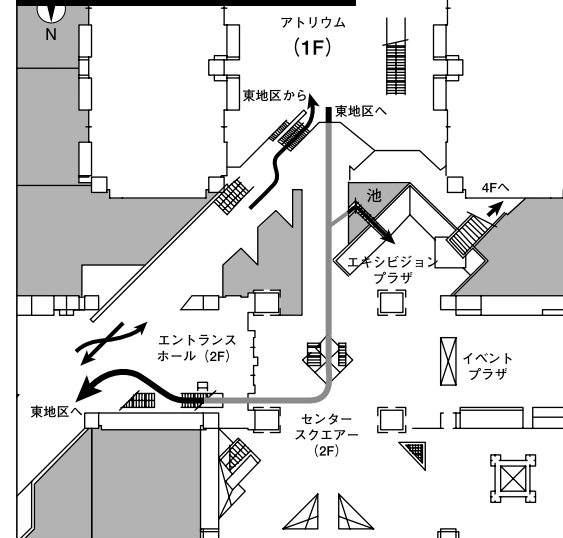 N
アトリウム
(1F)
東地区から
東地区へ
池
4Fへ
エキシビジョン
プラザ
エントランス
ホール(2F)
イベント
プラザ
東地区へ
センター
スクエアー
(2F)